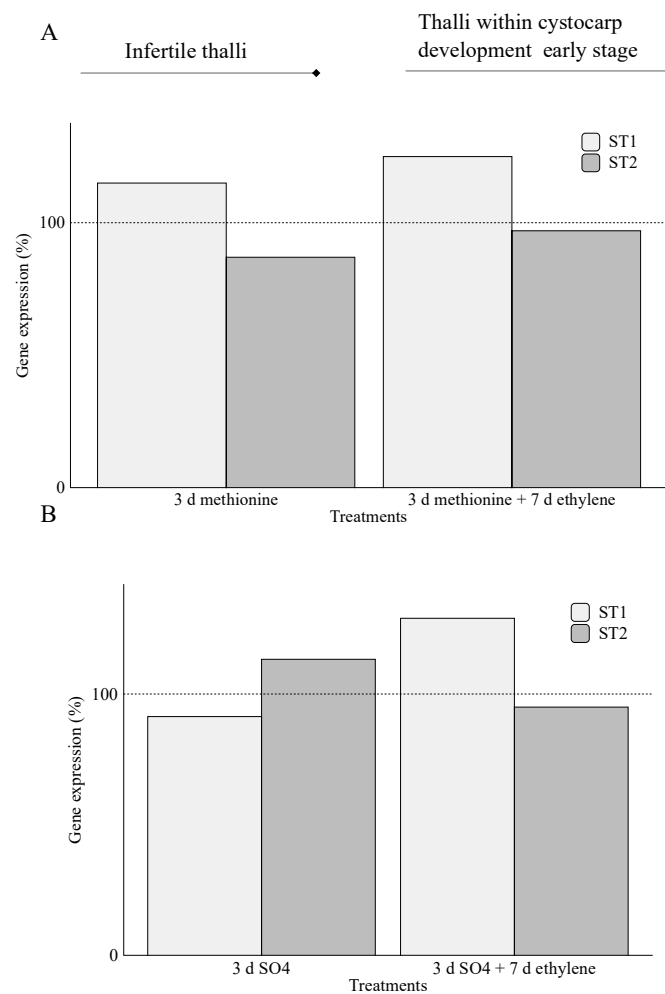 A
Infertile thalli
Thalli within cystocarp
development early stage
ST1
ST2
100
Gene expression (%)
0
3 d methionine
3 d methionine + 7 d ethylene
Treatments
B
ST1
ST2
100
Gene expression (%)
0
3 d SO4
3 d SO4 + 7 d ethylene
Treatments